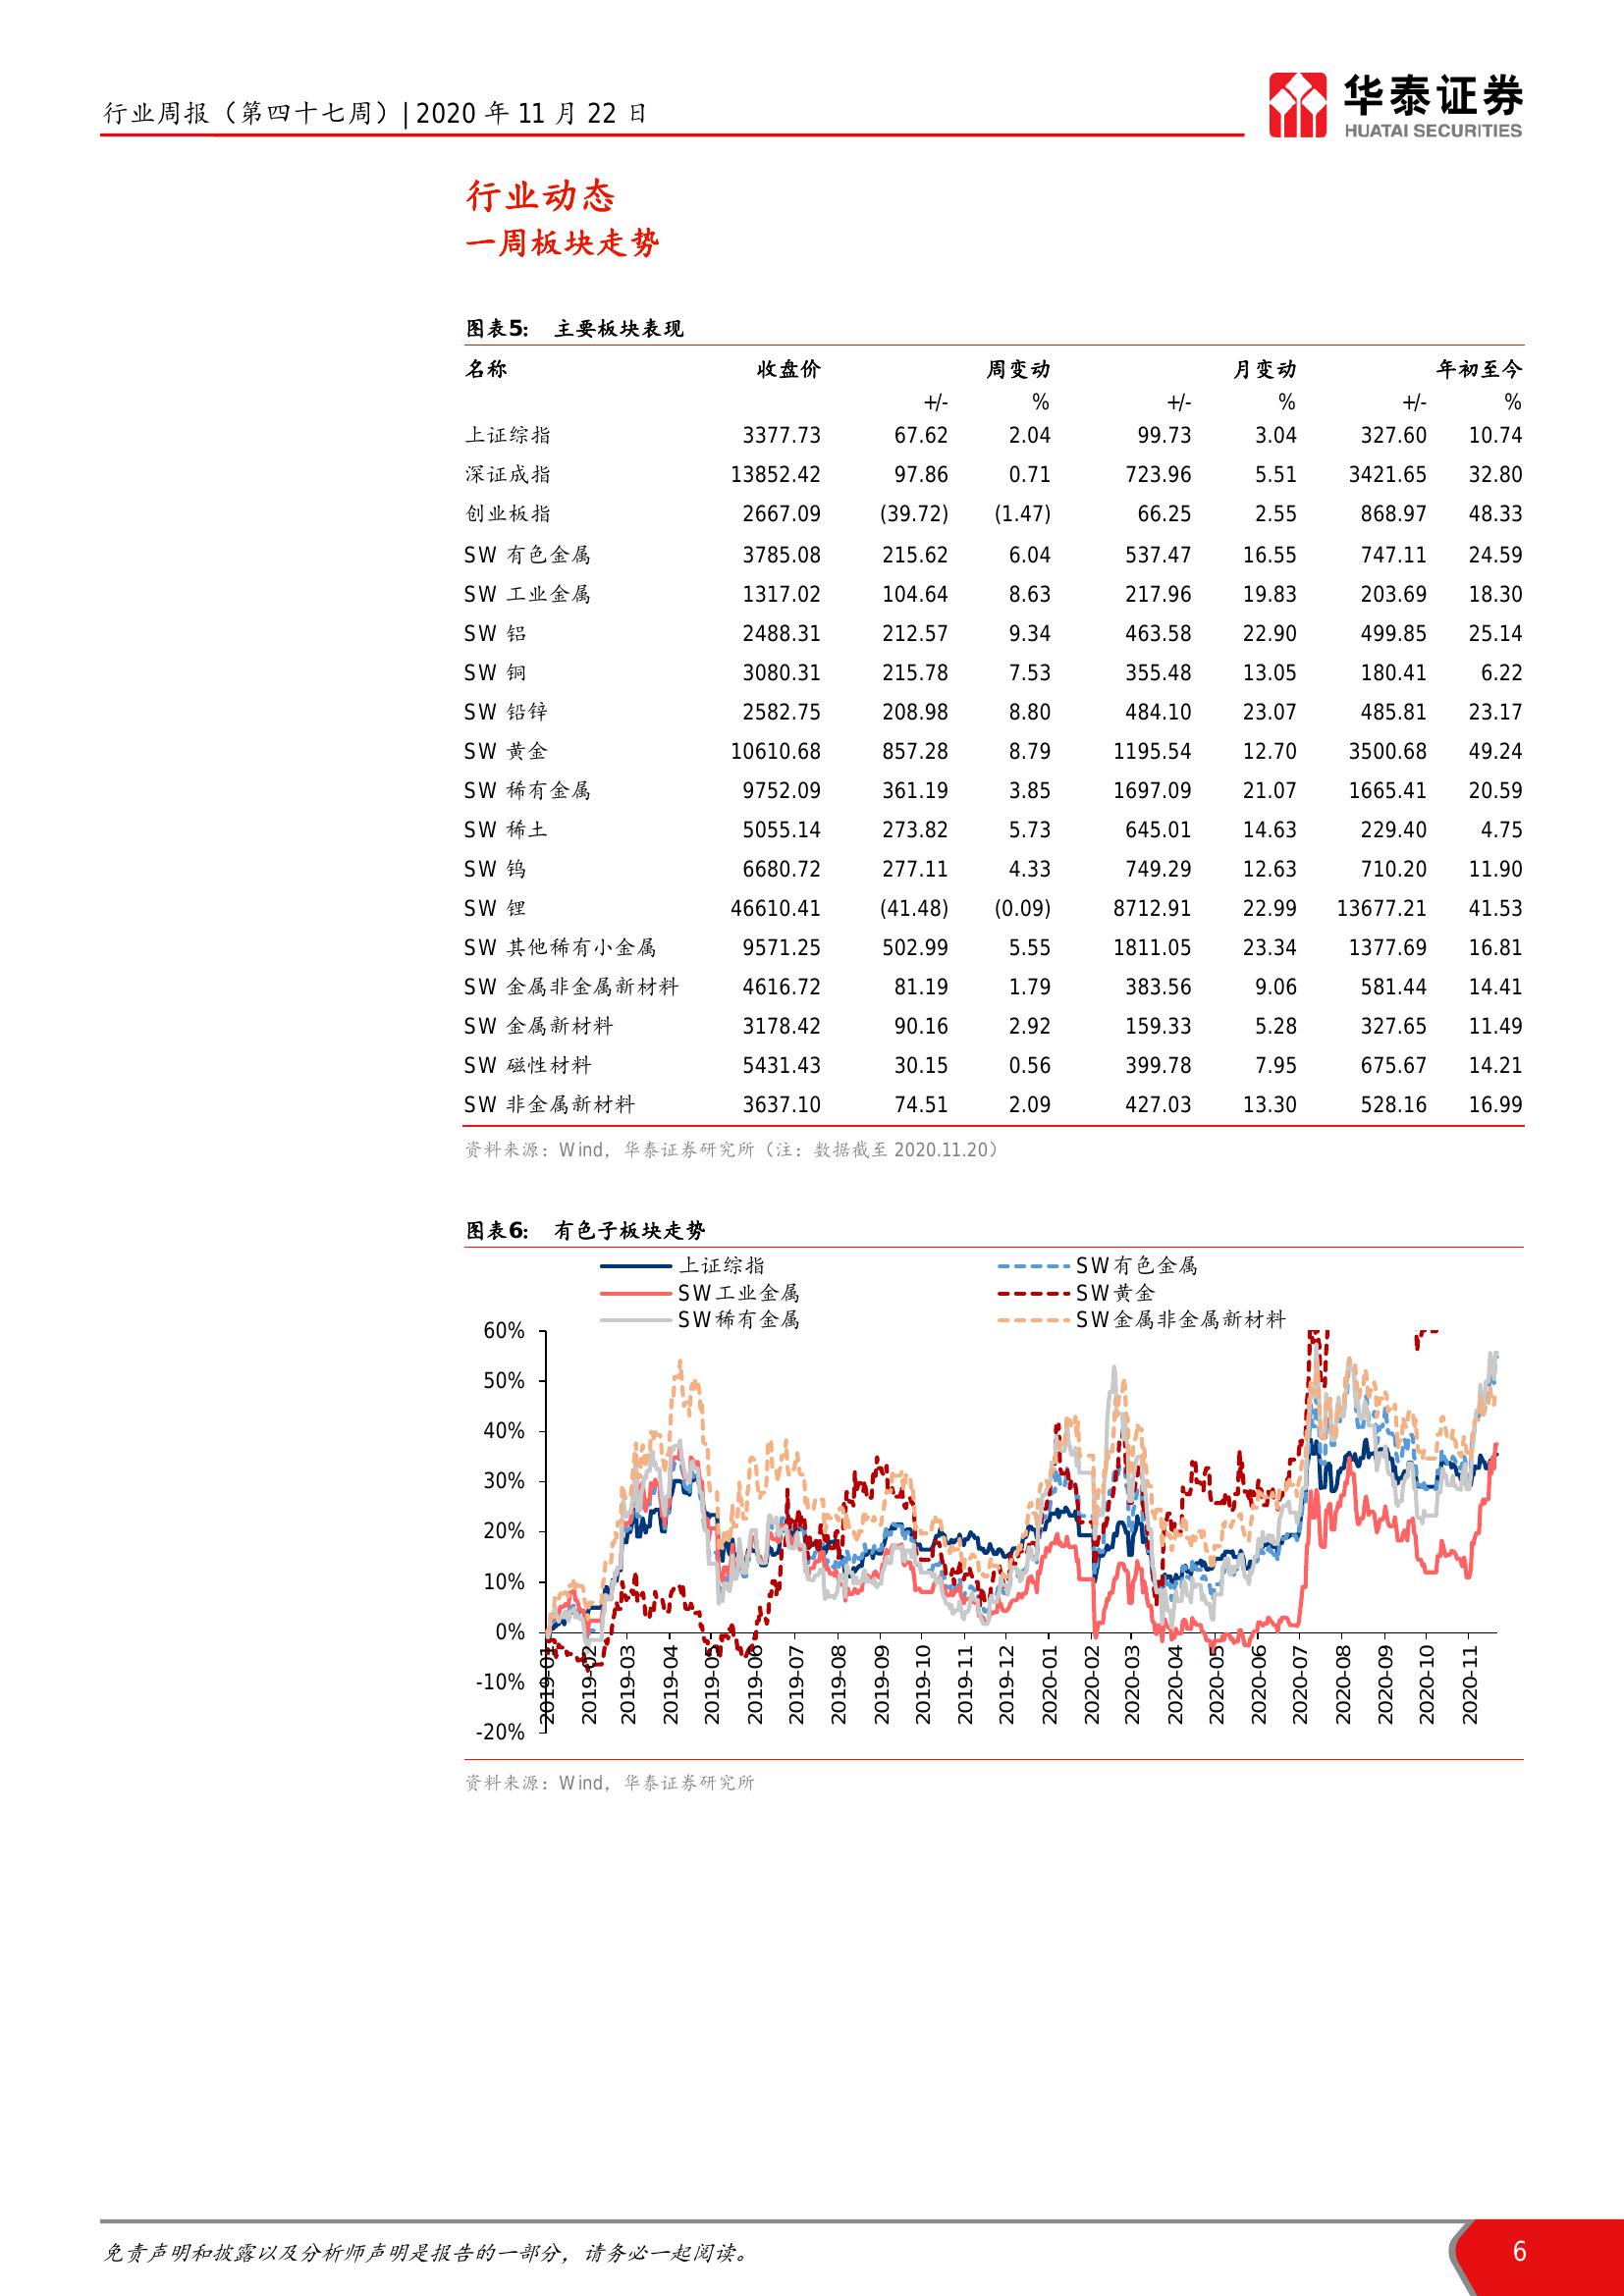 行业周报（第四十七周）| 2020 年 11 月 22 日
华泰证券
HUATAI SECURITIES
行业动态
一周板块走势
图表5： 主要板块表现
名称 收盘价 周变动 月变动 年初至今
+/- % +/- % +/- %
上证综指 3377.73 67.62 2.04 99.73 3.04 327.60 10.74
深证成指 13852.42 97.86 0.71 723.96 5.51 3421.65 32.80
创业板指 2667.09 (39.72) (1.47) 66.25 2.55 868.97 48.33
SW 有色金属 3785.08 215.62 6.04 537.47 16.55 747.11 24.59
SW 工业金属 1317.02 104.64 8.63 217.96 19.83 203.69 18.30
SW 铝 2488.31 212.57 9.34 463.58 22.90 499.85 25.14
SW 铜 3080.31 215.78 7.53 355.48 13.05 180.41 6.22
SW 铅锌 2582.75 208.98 8.80 484.10 23.07 485.81 23.17
SW 黄金 10610.68 857.28 8.79 1195.54 12.70 3500.68 49.24
SW 稀有金属 9752.09 361.19 3.85 1697.09 21.07 1665.41 20.59
SW 稀土 5055.14 273.82 5.73 645.01 14.63 229.40 4.75
SW 钨 6680.72 277.11 4.33 749.29 12.63 710.20 11.90
SW 锂 46610.41 (41.48) (0.09) 8712.91 22.99 13677.21 41.53
SW 其他稀有小金属 9571.25 502.99 5.55 1811.05 23.34 1377.69 16.81
SW 金属非金属新材料 4616.72 81.19 1.79 383.56 9.06 581.44 14.41
SW 金属新材料 3178.42 90.16 2.92 159.33 5.28 327.65 11.49
SW 磁性材料 5431.43 30.15 0.56 399.78 7.95 675.67 14.21
SW 非金属新材料 3637.10 74.51 2.09 427.03 13.30 528.16 16.99
资料来源：Wind，华泰证券研究所（注：数据截至 2020.11.20）
图表6： 有色子板块走势
上证综指 SW有色金属
SW工业金属 SW黄金
SW稀有金属 SW金属非金属新材料
60%
50%
40%
30%
20%
10%
0%
-10%
-20%
2019-01 2019-02 2019-03 2019-04 2019-05 2019-06 2019-07 2019-08 2019-09 2019-10 2019-11 2019-12 2020-01 2020-02 2020-03 2020-04 2020-05 2020-06 2020-07 2020-08 2020-09 2020-10 2020-11
资料来源：Wind，华泰证券研究所
免责声明和披露以及分析师声明是报告的一部分，请务必一起阅读。
6